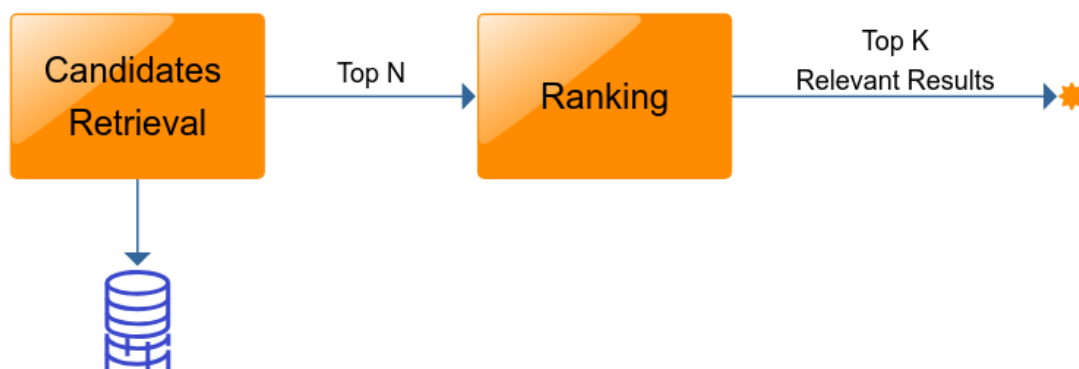 Candidates
Retrieval
Top N
Ranking
Top K
Relevant Results